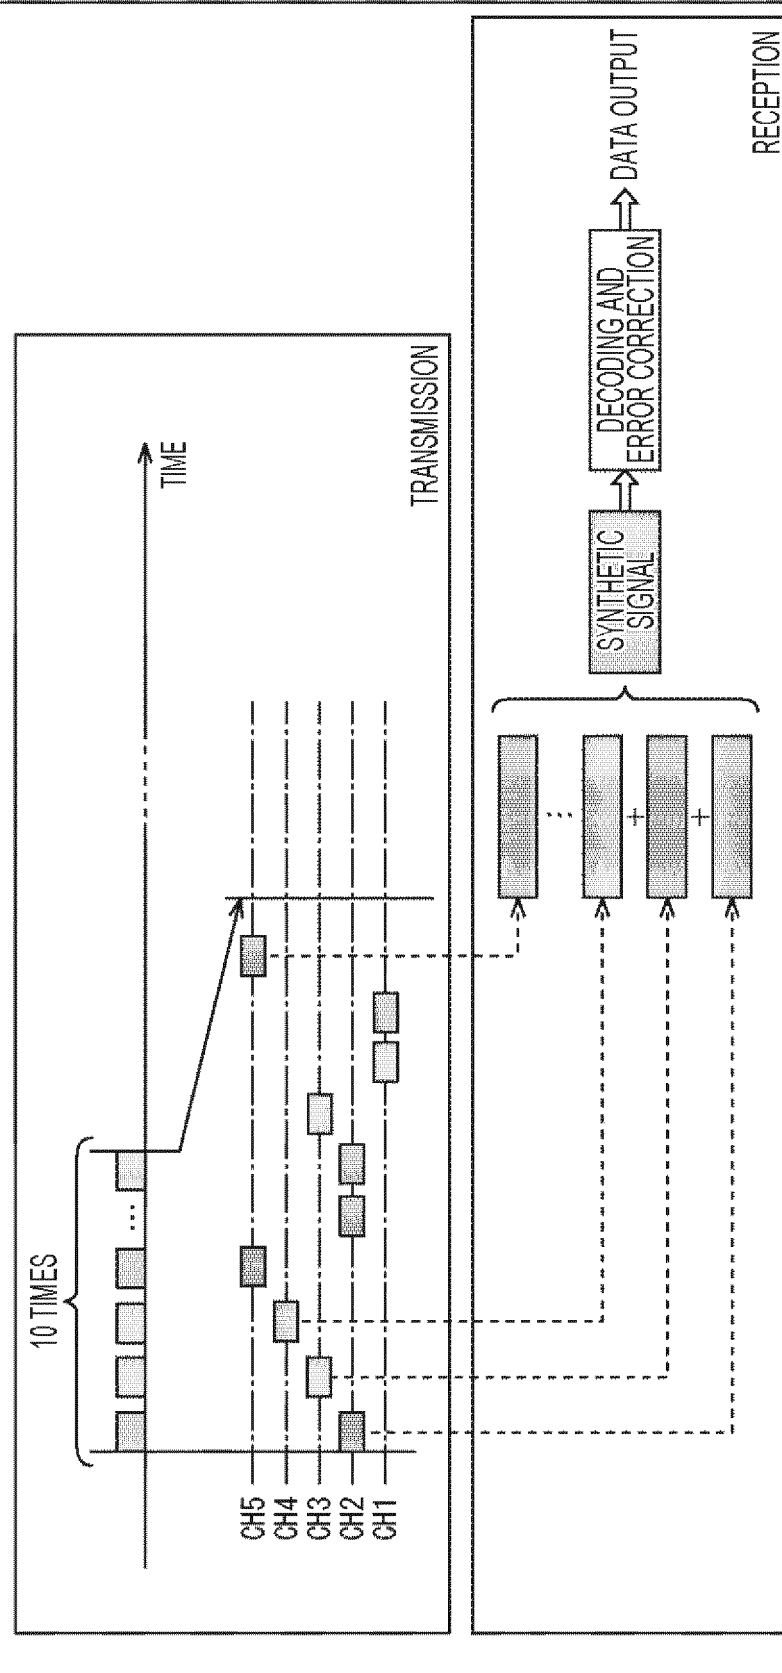 10 TIMES
...
TIME
CH5
CH4
CH3
CH2
CH1
TRANSMISSION
...
+
+
SYNTHETIC
SIGNAL
DECODING AND
ERROR CORRECTION
DATA OUTPUT
RECEPTION